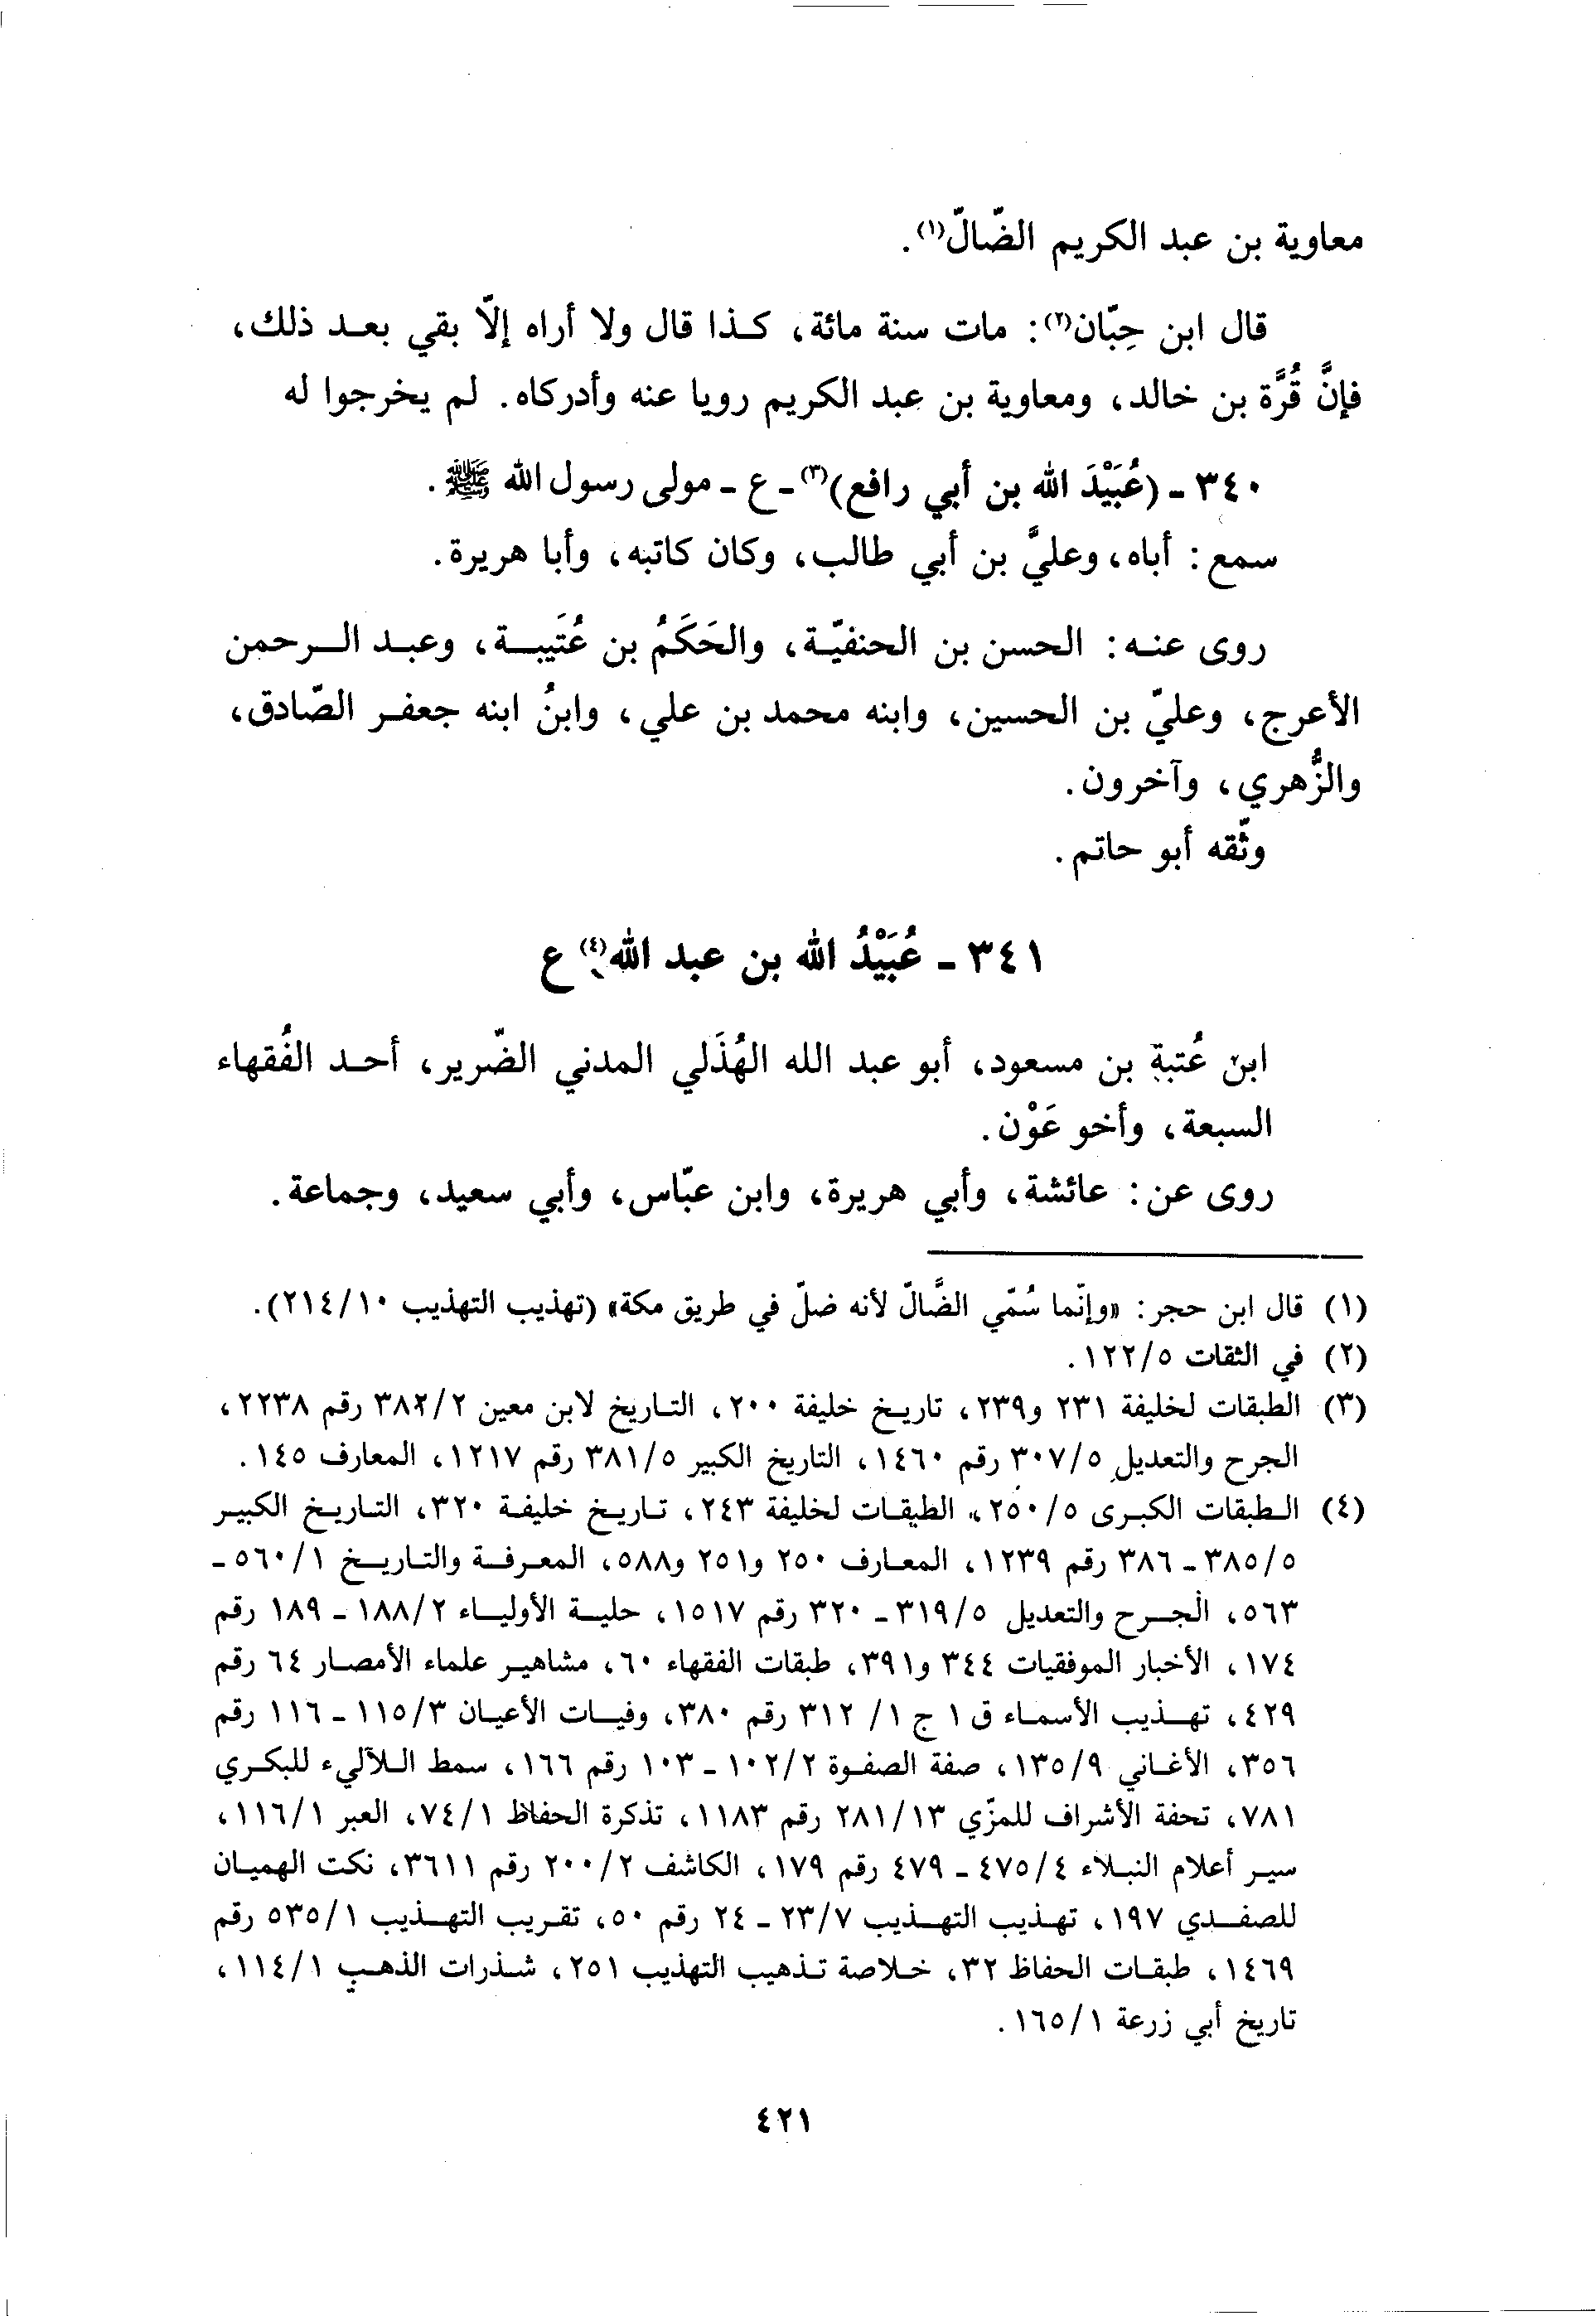 معاوية بن عبد الكريم الضّالّ(١).
قال ابن حِبّان(٢): مات سنة مائة، كذا قال ولا أراه إلّا بقي بعد ذلك،
فإنَّ قُرَّة بن خالد، ومعاوية بن عبد الكريم رويا عنه وأدركاه. لم يخرجوا له
٣٤٠ - (عُبَيْدَ الله بن أبي رافع)(٣) - ع - مولى رسول الله ﷺ.
سمع: أباه، وعليَّ بن أبي طالب، وكان كاتبه، وأبا هريرة.
روى عنه: الحسن بن الحنفيّة، والحَكَمُ بن عُتَيبة، وعبد الرحمن
الأعرج، وعليّ بن الحسين، وابنه محمد بن علي، وابنُ ابنه جعفر الصّادق،
والزُّهري، وآخرون.
وثّقه أبو حاتم.
٣٤١ - عُبَيْدُ الله بن عبد الله(٤) ع
ابن عُتبة بن مسعود، أبو عبد الله الهُذَلي المدني الضّرير، أحد الفُقهاء
السبعة، وأخو عَوْن.
روى عن: عائشة، وأبي هريرة، وابن عبّاس، وأبي سعيد، وجماعة.
(١) قال ابن حجر: «وإنّما سُمّي الضَّالّ لأنه ضلّ في طريق مكة» (تهذيب التهذيب ٢١٤/١٠).
(٢) في الثقات ١٢٢/٥.
(٣) الطبقات لخليفة ٢٣١ و٢٣٩، تاريخ خليفة ٢٠٠، التاريخ لابن معين ٣٨٢/٢ رقم ٢٢٣٨،
الجرح والتعديل ٣٠٧/٥ رقم ١٤٦٠، التاريخ الكبير ٣٨١/٥ رقم ١٢١٧، المعارف ١٤٥.
(٤) الطبقات الكبرى ٢٥٠/٥، الطبقات لخليفة ٢٤٣، تاريخ خليفة ٣٢٠، التاريخ الكبير
٣٨٥/٥ - ٣٨٦ رقم ١٢٣٩، المعارف ٢٥٠ و٢٥١ و٥٨٨، المعرفة والتاريخ ٥٦٠/١ -
٥٦٣، الجرح والتعديل ٣١٩/٥ - ٣٢٠ رقم ١٥١٧، حلية الأولياء ١٨٨/٢ - ١٨٩ رقم
١٧٤، الأخبار الموفقيات ٣٤٤ و٣٩١، طبقات الفقهاء ٦٠، مشاهير علماء الأمصار ٦٤ رقم
٤٢٩، تهذيب الأسماء ق ١ ج ١/ ٣١٢ رقم ٣٨٠، وفيات الأعيان ١١٥/٣ - ١١٦ رقم
٣٥٦، الأغاني ١٣٥/٩، صفة الصفوة ١٠٢/٢ - ١٠٣ رقم ١٦٦، سمط اللآليء للبكري
٧٨١، تحفة الأشراف للمزّي ٢٨١/١٣ رقم ١١٨٣، تذكرة الحفاظ ٧٤/١، العبر ١١٦/١،
سير أعلام النبلاء ٤٧٥/٤ - ٤٧٩ رقم ١٧٩، الكاشف ٢٠٠/٢ رقم ٣٦١١، نكت الهميان
للصفدي ١٩٧، تهذيب التهذيب ٢٣/٧ - ٢٤ رقم ٥٠، تقريب التهذيب ٥٣٥/١ رقم
١٤٦٩، طبقات الحفاظ ٣٢، خلاصة تذهيب التهذيب ٢٥١، شذرات الذهب ١١٤/١،
تاريخ أبي زرعة ١٦٥/١.
٤٢١